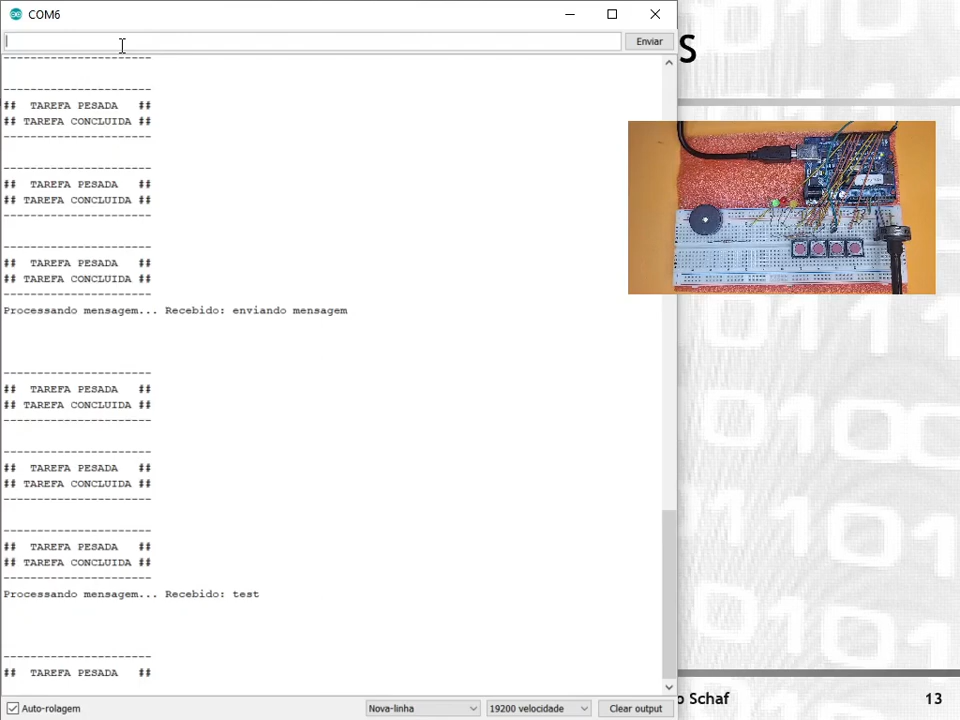 COM6
Enviar
---------------------
---------------------
## TAREFA PESADA ##
## TAREFA CONCLUIDA ##
---------------------
---------------------
## TAREFA PESADA ##
## TAREFA CONCLUIDA ##
---------------------
---------------------
## TAREFA PESADA ##
## TAREFA CONCLUIDA ##
---------------------
Processando mensagem... Recebido: enviando mensagem
---------------------
## TAREFA PESADA ##
## TAREFA CONCLUIDA ##
---------------------
---------------------
## TAREFA PESADA ##
## TAREFA CONCLUIDA ##
---------------------
---------------------
## TAREFA PESADA ##
## TAREFA CONCLUIDA ##
---------------------
Processando mensagem... Recebido: test
---------------------
## TAREFA PESADA ##
Auto-rolagem
Nova-linha
19200 velocidade
Clear output
S
o Schaf
13